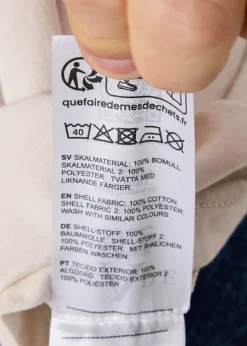 quefairedemesdechets.fr
40
SV SKALMATERIAL: 100% BOMULL.
SKALMATERIAL 2: 100%
POLYESTER. TVÄTTA MED
LIKNANDE FÄRGER.
EN SHELL FABRIC: 100% COTTON.
SHELL FABRIC 2: 100% POLYESTER.
WASH WITH SIMILAR COLOURS.
DE SHELL-STOFF: 100%
BAUMWOLLE. SHELL-STOFF 2:
100% POLYESTER. MIT ÄHNLICHEN
FARBEN WASCHEN.
PT TECIDO EXTERIOR: 100%
ALGODÃO. TECIDO EXTERIOR 2:
100% POLYESTER.